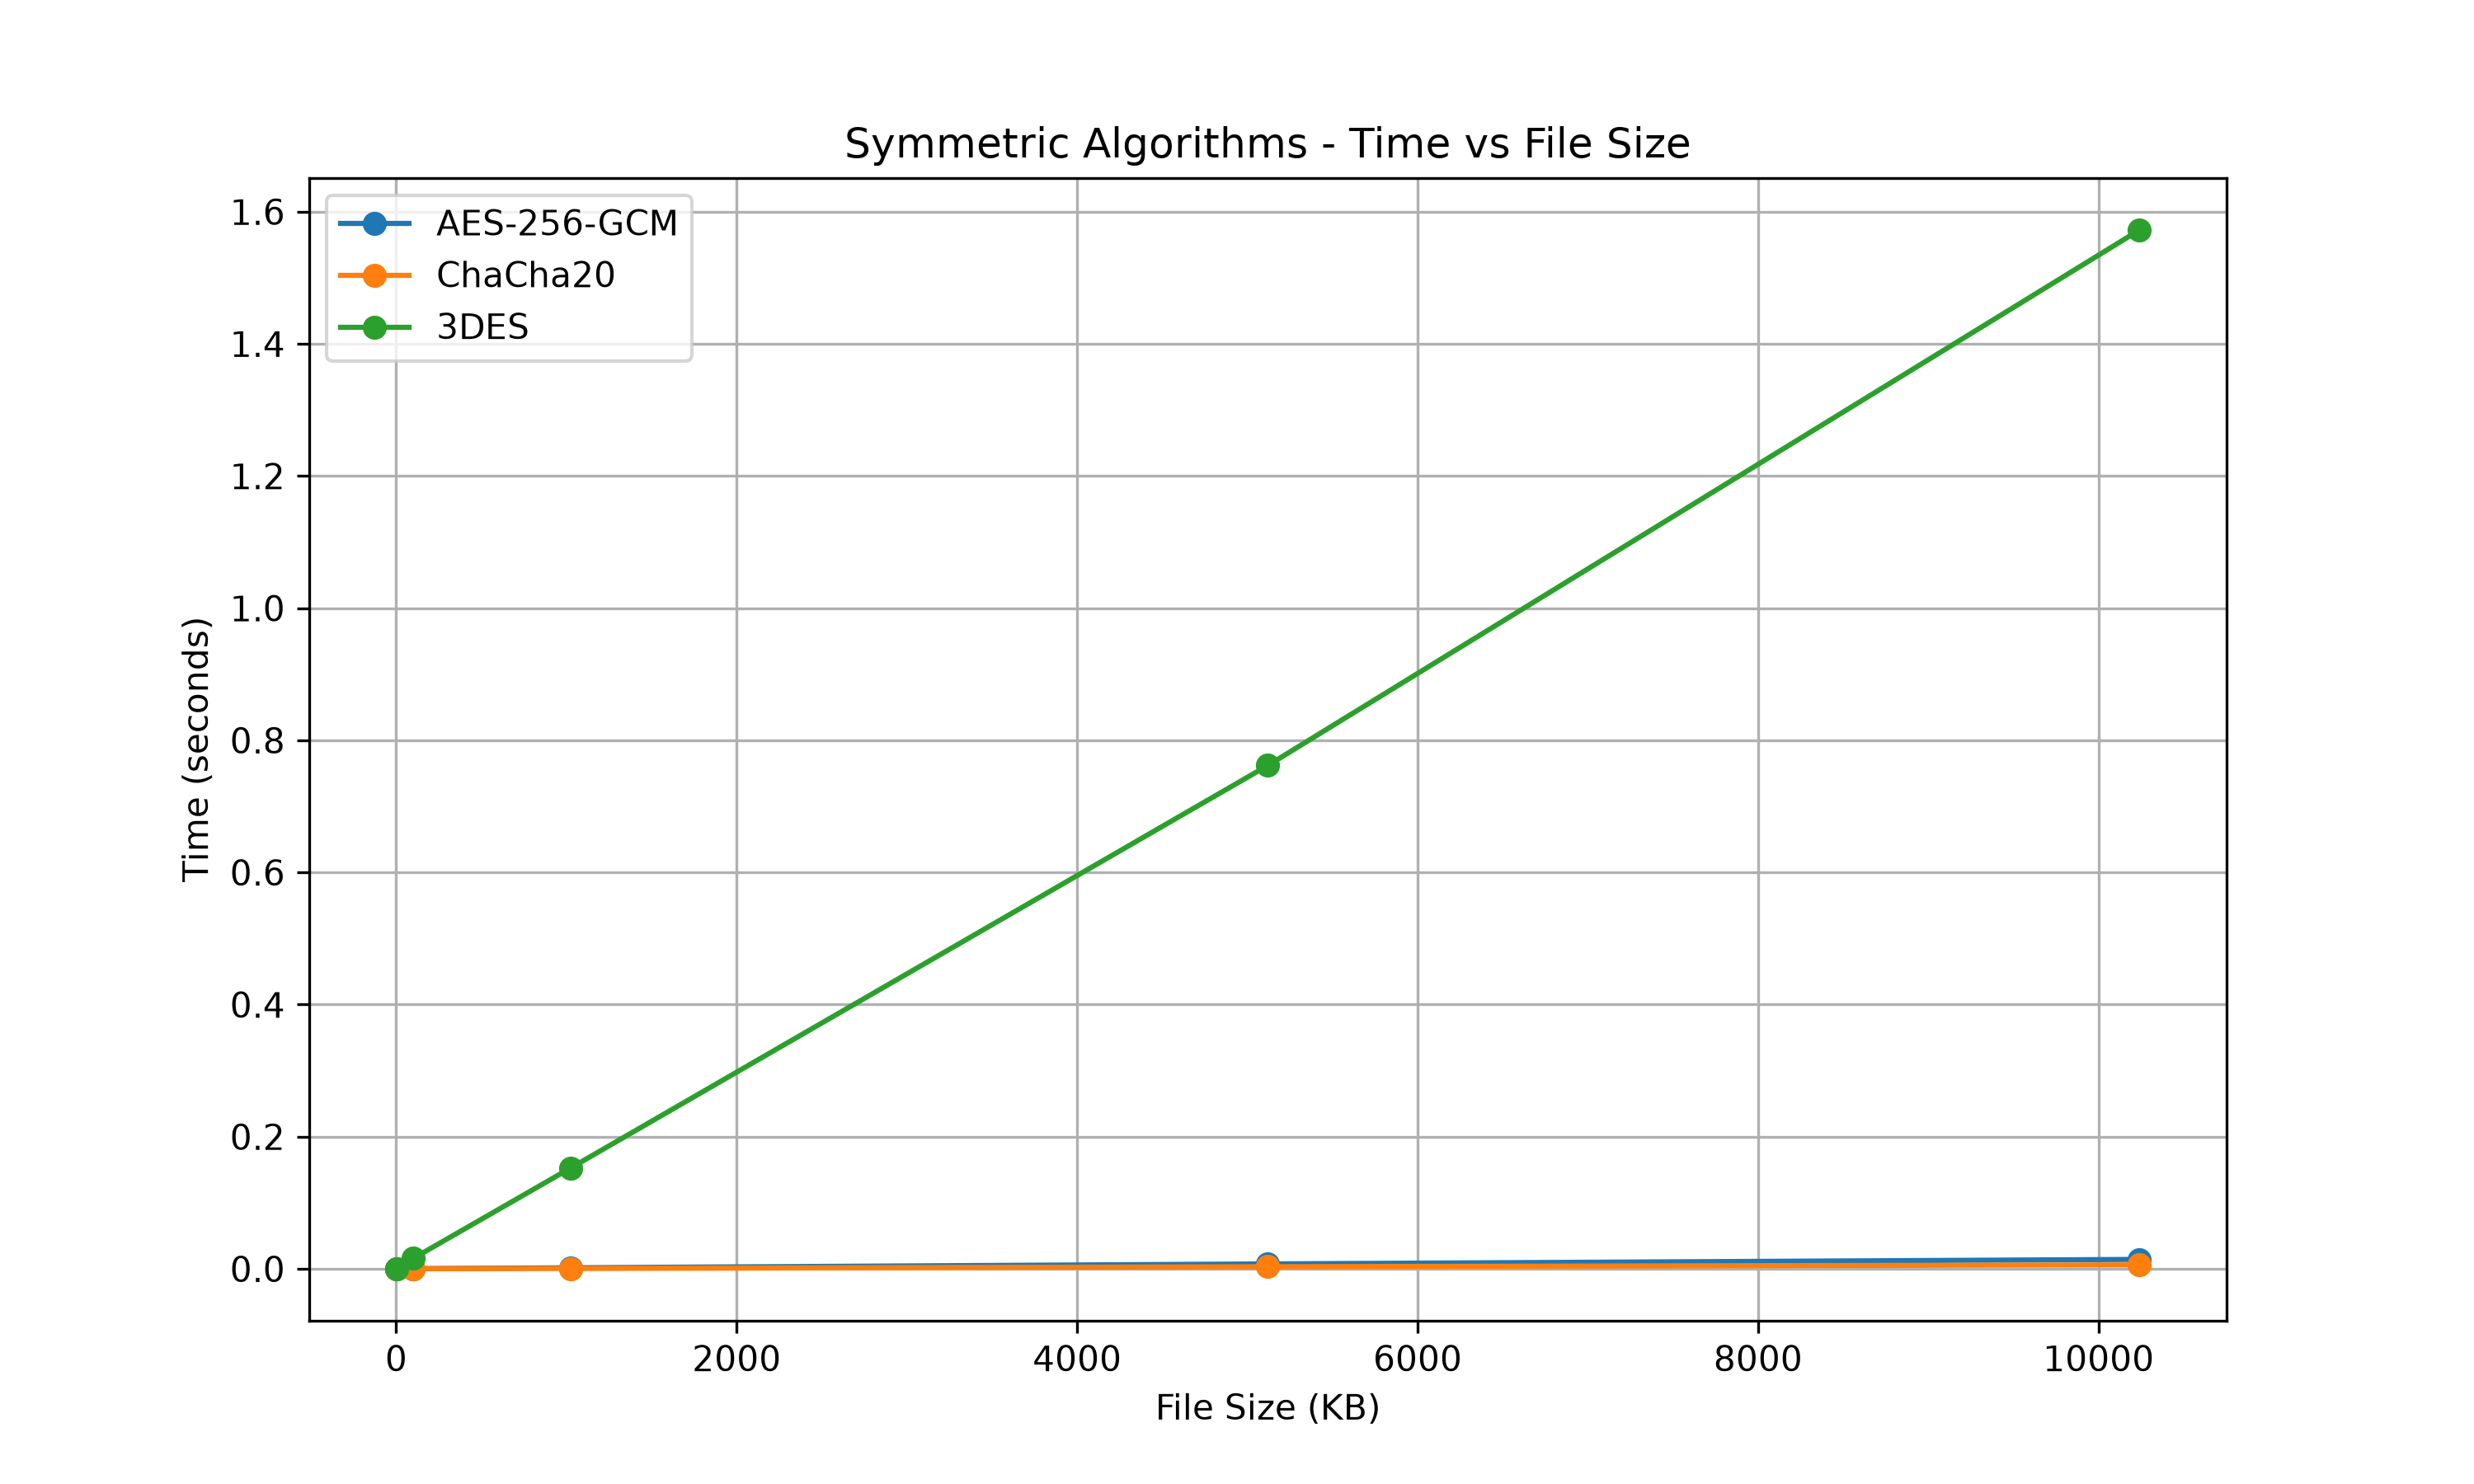 Symmetric Algorithms - Time vs File Size
AES-256-GCM
ChaCha20
3DES
1.6
1.4
1.2
1.0
0.8
0.6
0.4
0.2
0.0
Time (seconds)
0 2000 4000 6000 8000 10000
File Size (KB)